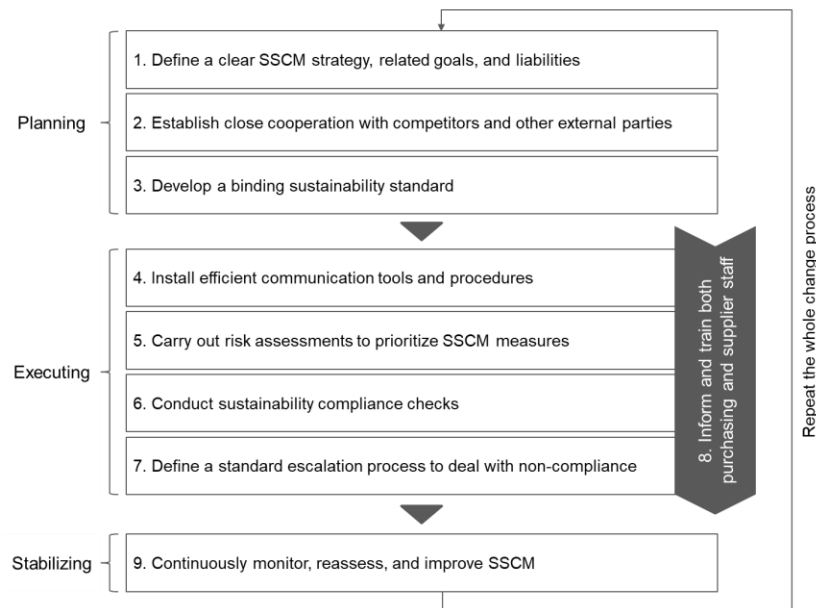 Planning
1. Define a clear SSCM strategy, related goals, and liabilities
2. Establish close cooperation with competitors and other external parties
3. Develop a binding sustainability standard
Executing
4. Install efficient communication tools and procedures
5. Carry out risk assessments to prioritize SSCM measures
6. Conduct sustainability compliance checks
7. Define a standard escalation process to deal with non-compliance
8. Inform and train both
purchasing and supplier staff
Stabilizing
9. Continuously monitor, reassess, and improve SSCM
Repeat the whole change process